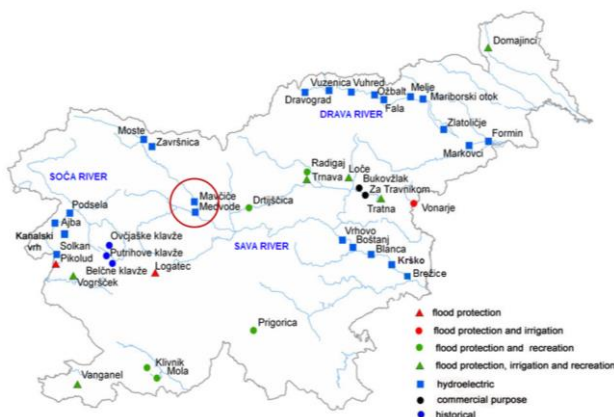 Domajinci
Vuzenica Vuhred
Ožbalt
Melje
Mariborski otok
Dravograd
Fala
DRAVA RIVER
Zlatoličje
Formin
Markovci
Moste
Završnica
SOČA RIVER
Radigaj
Trnava
Loče
Bukovžlak
Za Travnikom
Tratna
Vonarje
Mavčiče
Medvode
Drtijščica
Podsela
Ajba
Kanalski
vrh
Solkan
Pikolud
Ovčjaške klavže
Putrihove klavže
Belčne klavže
Logatec
Vogršček
SAVA RIVER
Vrhovo
Boštanj
Blanca
Krško
Brežice
Prigorica
Klivnik
Mola
Vanganel
flood protection
flood protection and irrigation
flood protection and recreation
flood protection, irrigation and recreation
hydroelectric
commercial purpose
historical